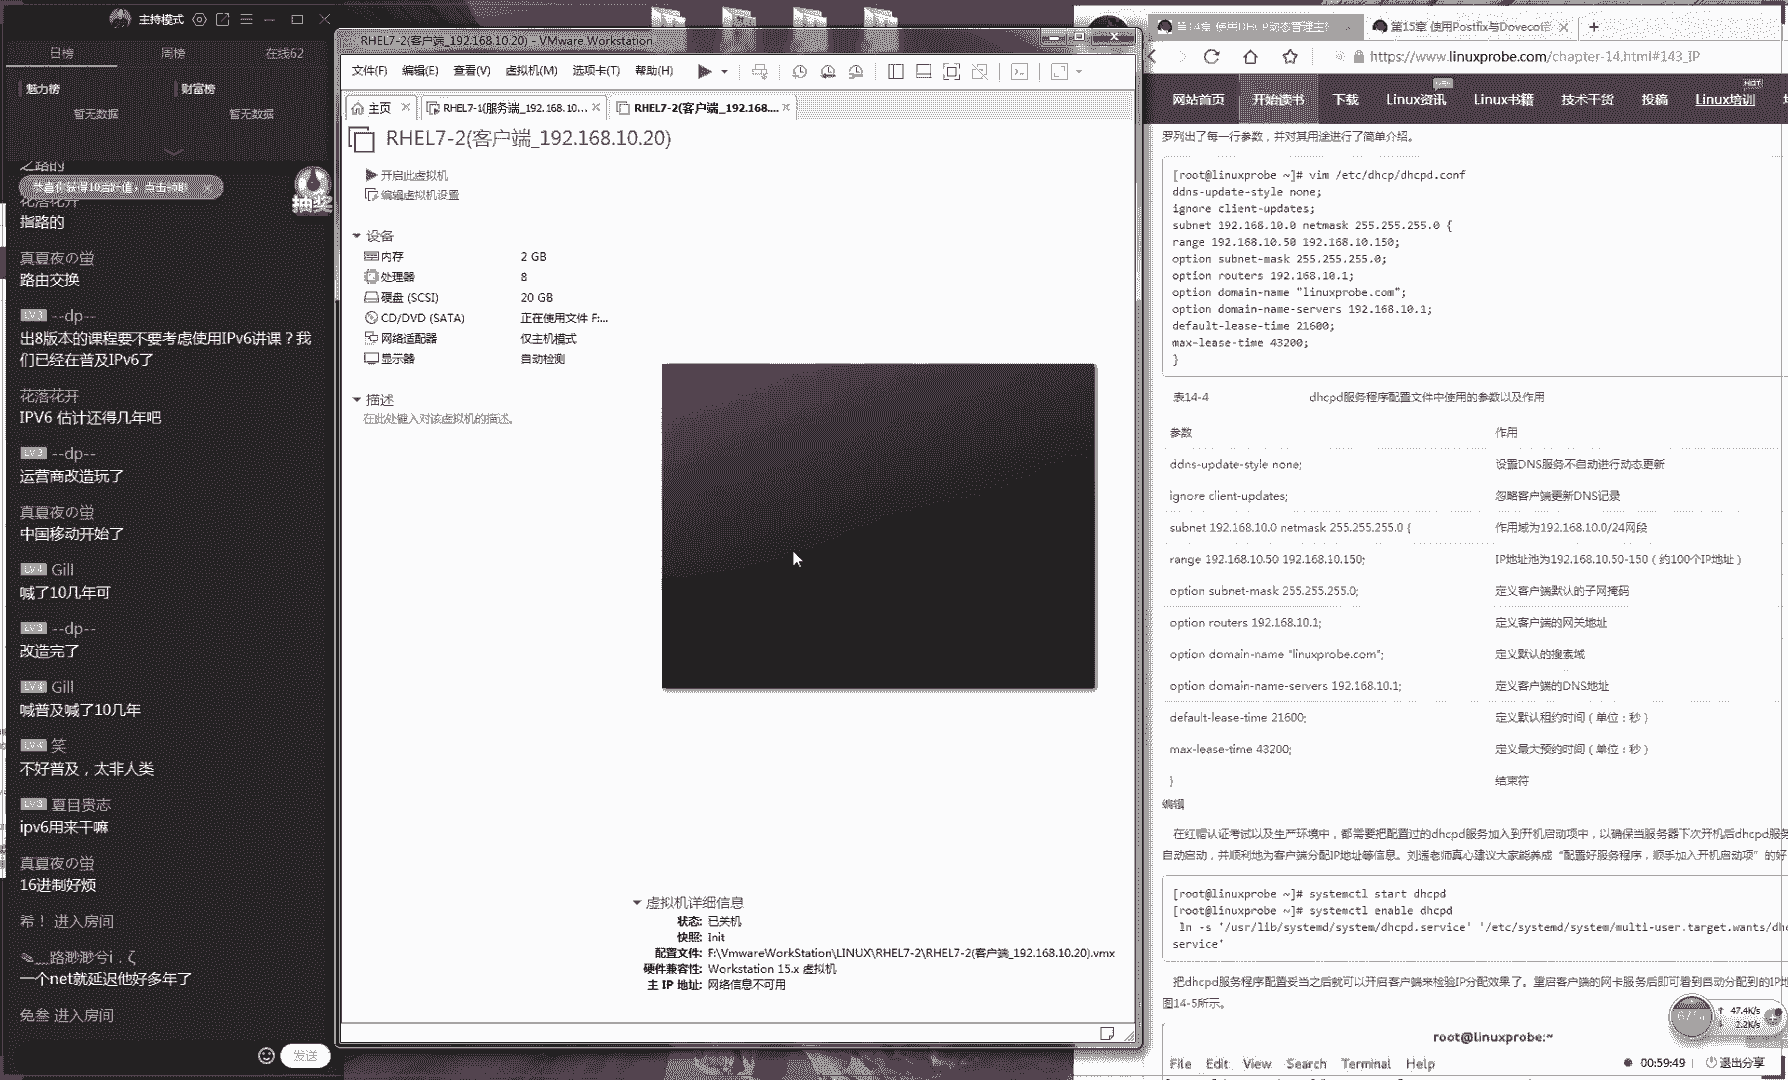 主持模式
日榜 周榜 在线62
魅力榜 财富榜
暂无数据 暂无数据
之路的
抽奖
花落花开
指路的
真夏夜の蛍
路由交换
LV3 --dp--
出8版本的课程要不要考虑使用IPv6讲课？我
们已经在普及IPv6了
花落花开
IPV6 估计还得几年吧
LV3 --dp--
运营商改造玩了
真夏夜の蛍
中国移动开始了
LV4 Gill
喊了10几年可
LV3 --dp--
改造完了
LV4 Gill
喊普及喊了10几年
LV4 笑
不好普及，太非人类
LV3 夏目贵志
ipv6用来干嘛
真夏夜の蛍
16进制好烦
希！ 进入房间
一个net就延迟他好多年了
免叁 进入房间
发送
RHEL7-2(客户端_192.168.10.20) - VMware Workstation
文件(F) 编辑(E) 查看(V) 虚拟机(M) 选项卡(T) 帮助(H)
主页 RHEL7-1(服务端_192.168.10... RHEL7-2(客户端_192.168....
RHEL7-2(客户端_192.168.10.20)
开启此虚拟机
编辑虚拟机设置
设备
内存 2 GB
处理器 8
硬盘 (SCSI) 20 GB
CD/DVD (SATA) 正在使用文件 F:...
网络适配器 仅主机模式
显示器 自动检测
描述
在此处键入对该虚拟机的描述。
虚拟机详细信息
状态: 已关机
快照: Init
配置文件: F:\VmwareWorkStation\LINUX\RHEL7-2\RHEL7-2(客户端_192.168.10.20).vmx
硬件兼容性: Workstation 15.x 虚拟机
主 IP 地址: 网络信息不可用
第14章 使用DHCP动态管理主机 第15章 使用Postfix与Dovecot
https://www.linuxprobe.com/chapter-14.html#143_IP
网站首页 开始读书 下载 Linux资讯 Linux书籍 技术干货 投稿 Linux培训
HOT
罗列出了每一行参数，并对其用途进行了简单介绍。
[root@linuxprobe ~]# vim /etc/dhcp/dhcpd.conf
ddns-update-style none;
ignore client-updates;
subnet 192.168.10.0 netmask 255.255.255.0 {
range 192.168.10.50 192.168.10.150;
option subnet-mask 255.255.255.0;
option routers 192.168.10.1;
option domain-name "linuxprobe.com";
option domain-name-servers 192.168.10.1;
default-lease-time 21600;
max-lease-time 43200;
}
表14-4 dhcpd服务程序配置文件中使用的参数以及作用
参数 作用
ddns-update-style none; 设置DNS服务不自动进行动态更新
ignore client-updates; 忽略客户端更新DNS记录
subnet 192.168.10.0 netmask 255.255.255.0 { 作用域为192.168.10.0/24网段
range 192.168.10.50 192.168.10.150; IP地址池为192.168.10.50-150（约100个IP地址）
option subnet-mask 255.255.255.0; 定义客户端默认的子网掩码
option routers 192.168.10.1; 定义客户端的网关地址
option domain-name "linuxprobe.com"; 定义默认的搜索域
option domain-name-servers 192.168.10.1; 定义客户端的DNS地址
default-lease-time 21600; 定义默认租约时间（单位：秒）
max-lease-time 43200; 定义最大预约时间（单位：秒）
} 结束符
编辑
在红帽认证考试以及生产环境中，都需要把配置过的dhcpd服务加入到开机启动项中，以确保当服务器下次开机后dhcpd服务
自动启动，并顺利地为客户端分配IP地址等信息。刘遄老师真心建议大家能养成“配置好服务程序，顺手加入开机启动项”的好
[root@linuxprobe ~]# systemctl start dhcpd
[root@linuxprobe ~]# systemctl enable dhcpd
ln -s '/usr/lib/systemd/system/dhcpd.service' '/etc/systemd/system/multi-user.target.wants/dhc
service'
把dhcpd服务程序配置妥当之后就可以开启客户端来检验IP分配效果了。重启客户端的网卡服务后即可看到自动分配到的IP地
图14-5所示。
47.4K/s
2.2K/s
root@linuxprobe:~
File Edit View Search Terminal Help
00:59:49 退出分享